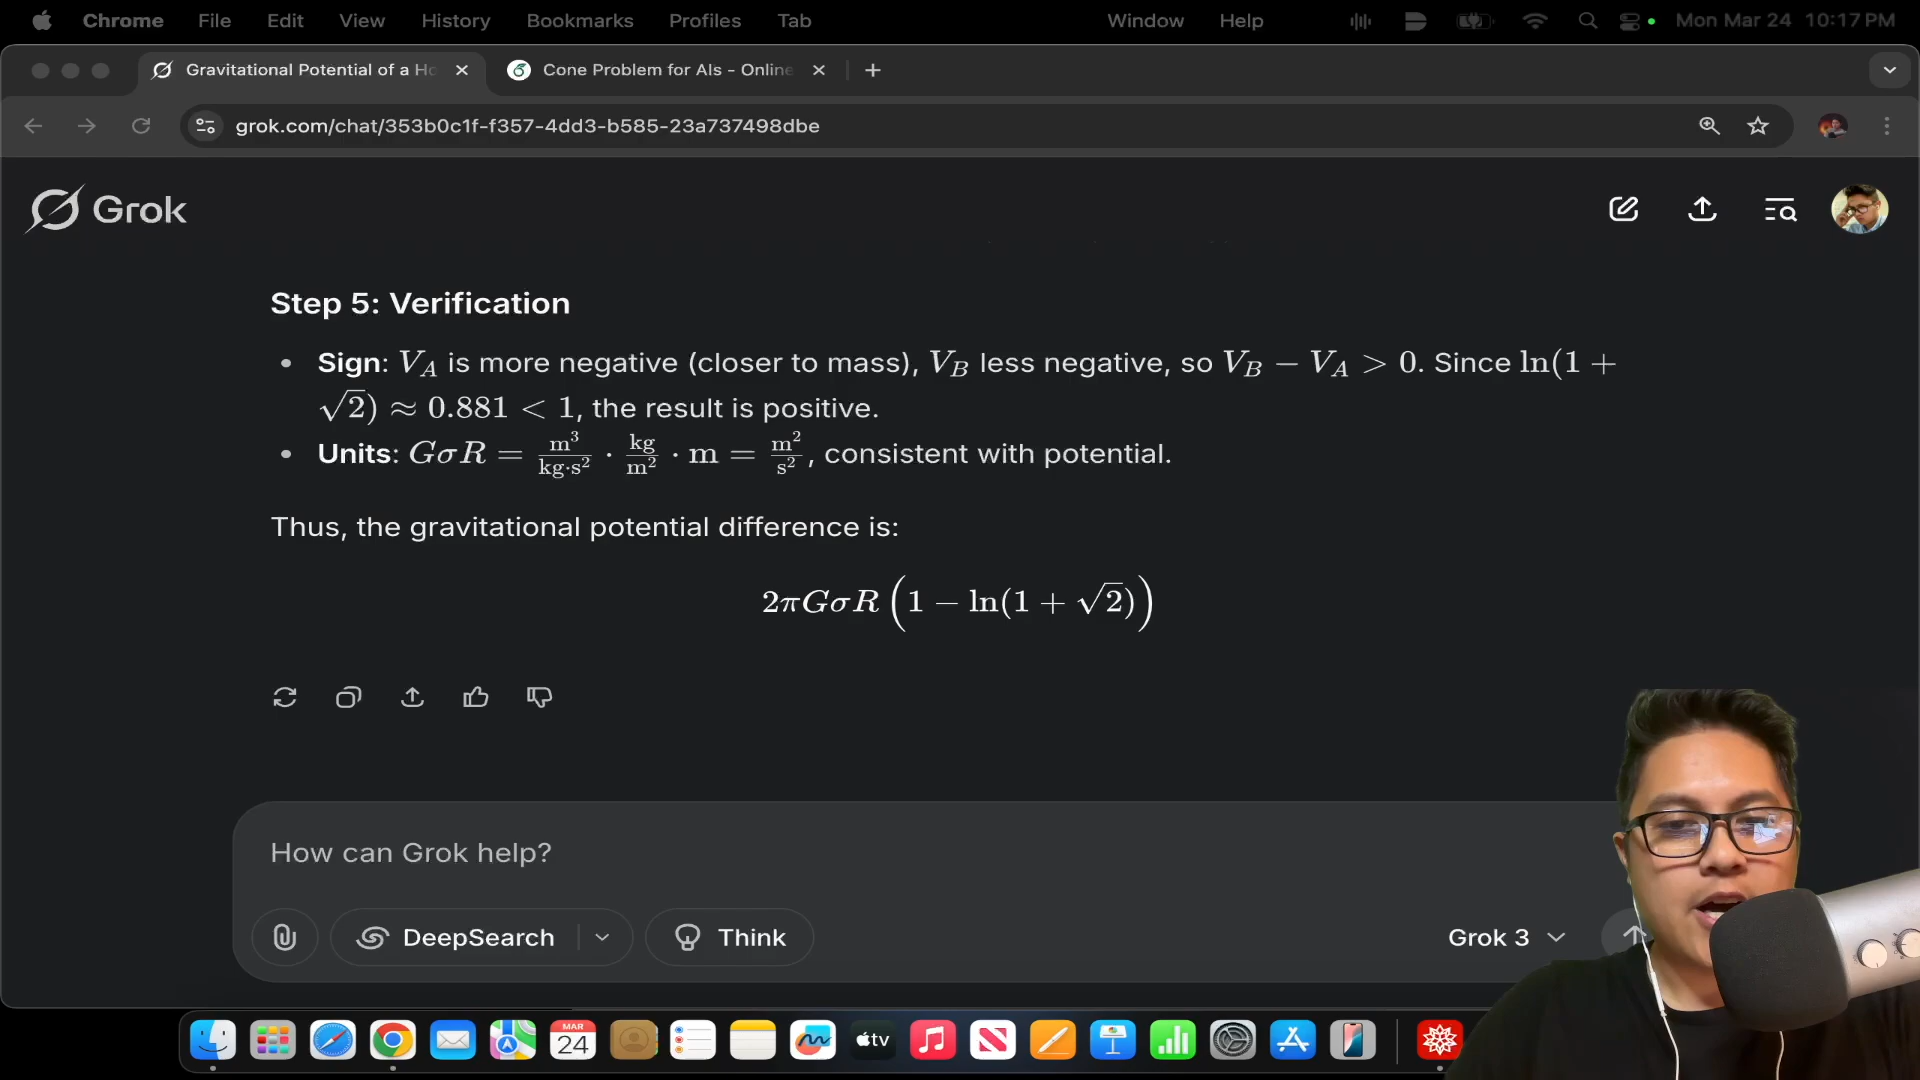 Chrome File Edit View History Bookmarks Profiles Tab Window Help Mon Mar 24 10:17 PM
Gravitational Potential of a Ho Cone Problem for AIs - Online
grok.com/chat/353b0c1f-f357-4dd3-b585-23a737498dbe
Grok
Step 5: Verification
• Sign: V_A is more negative (closer to mass), V_B less negative, so V_B − V_A > 0. Since ln(1 +
√2) ≈ 0.881 < 1, the result is positive.
• Units: GσR = m³/(kg·s²) · kg/m² · m = m²/s², consistent with potential.
Thus, the gravitational potential difference is:
2πGσR (1 − ln(1 + √2))
How can Grok help?
DeepSearch Think Grok 3
MAR
24
tv